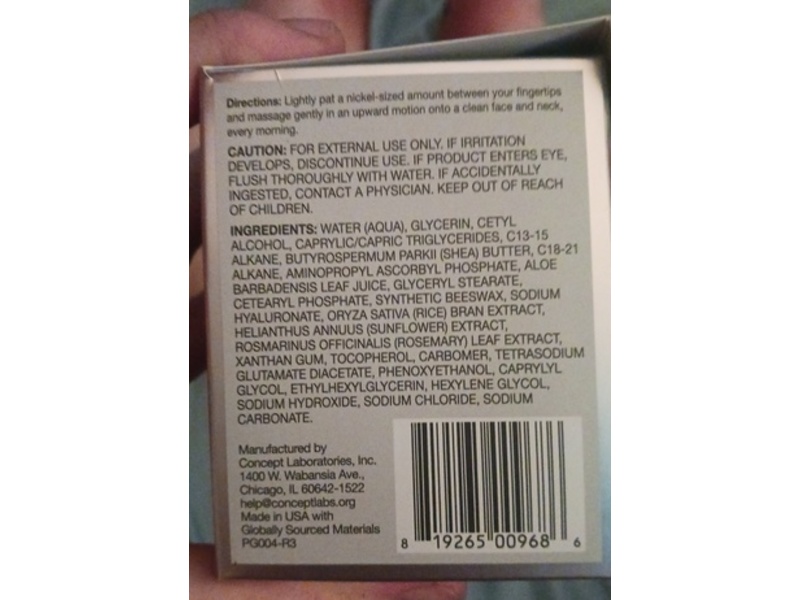 Directions: Lightly pat a nickel-sized amount between your fingertips
and massage gently in an upward motion onto a clean face and neck,
every morning.
CAUTION: FOR EXTERNAL USE ONLY. IF IRRITATION
DEVELOPS, DISCONTINUE USE. IF PRODUCT ENTERS EYE,
FLUSH THOROUGHLY WITH WATER. IF ACCIDENTALLY
INGESTED, CONTACT A PHYSICIAN. KEEP OUT OF REACH
OF CHILDREN.
INGREDIENTS: WATER (AQUA), GLYCERIN, CETYL
ALCOHOL, CAPRYLIC/CAPRIC TRIGLYCERIDES, C13-15
ALKANE, BUTYROSPERMUM PARKII (SHEA) BUTTER, C18-21
ALKANE, AMINOPROPYL ASCORBYL PHOSPHATE, ALOE
BARBADENSIS LEAF JUICE, GLYCERYL STEARATE,
CETEARYL PHOSPHATE, SYNTHETIC BEESWAX, SODIUM
HYALURONATE, ORYZA SATIVA (RICE) BRAN EXTRACT,
HELIANTHUS ANNUUS (SUNFLOWER) EXTRACT,
ROSMARINUS OFFICINALIS (ROSEMARY) LEAF EXTRACT,
XANTHAN GUM, TOCOPHEROL, CARBOMER, TETRASODIUM
GLUTAMATE DIACETATE, PHENOXYETHANOL, CAPRYLYL
GLYCOL, ETHYLHEXYLGLYCERIN, HEXYLENE GLYCOL,
SODIUM HYDROXIDE, SODIUM CHLORIDE, SODIUM
CARBONATE.
Manufactured by
Concept Laboratories, Inc.
1400 W. Wabansia Ave.,
Chicago, IL 60642-1522
help@conceptlabs.org
Made in USA with
Globally Sourced Materials
PG004-R3
8 19265 00968 6